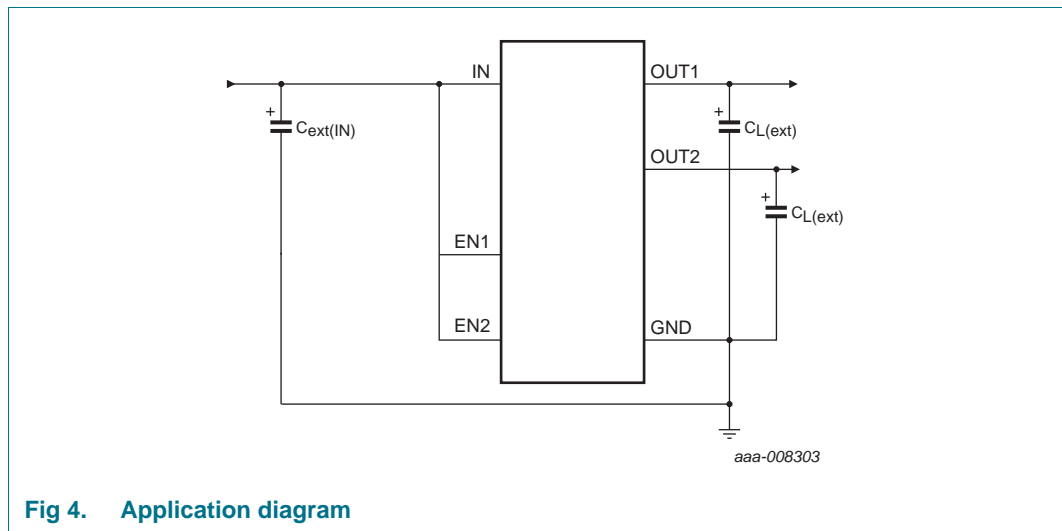 IN
OUT1
+
C_ext(IN)
+
C_L(ext)
OUT2
+
C_L(ext)
EN1
EN2
GND
aaa-008303
Fig 4. Application diagram